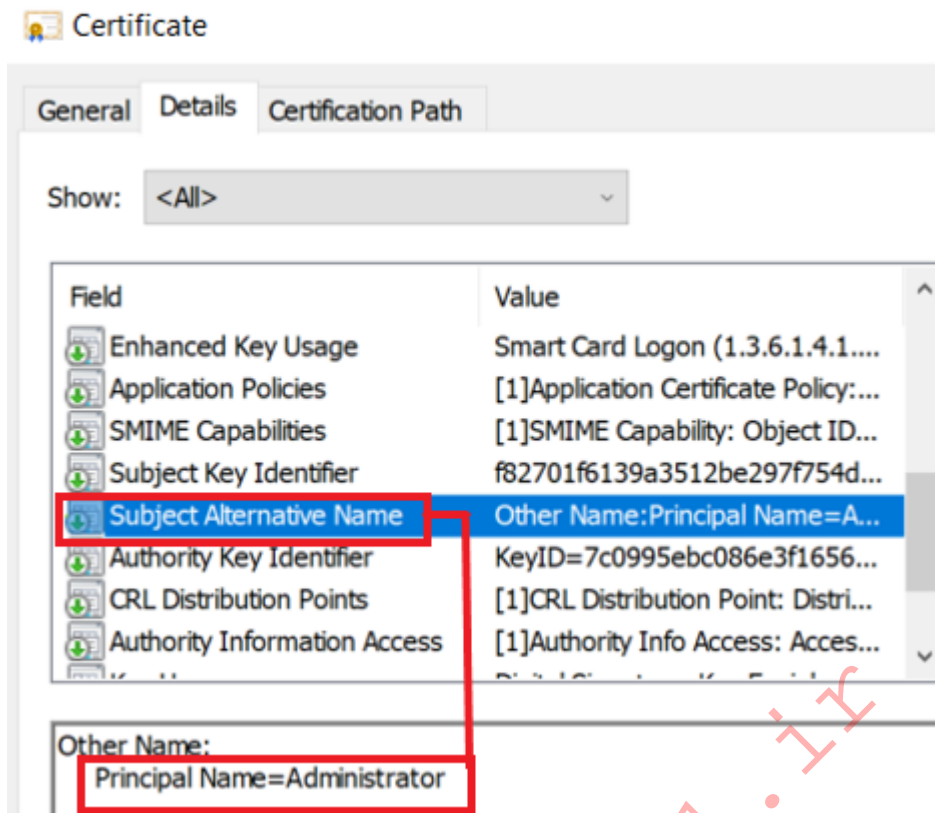 Certificate
General Details Certification Path
Show: <All>
Field Value
Enhanced Key Usage Smart Card Logon (1.3.6.1.4.1....
Application Policies [1]Application Certificate Policy:...
SMIME Capabilities [1]SMIME Capability: Object ID...
Subject Key Identifier f82701f6139a3512be297f754d...
Subject Alternative Name Other Name:Principal Name=A...
Authority Key Identifier KeyID=7c0995ebc086e3f1656...
CRL Distribution Points [1]CRL Distribution Point: Distri...
Authority Information Access [1]Authority Info Access: Acces...
Other Name:
Principal Name=Administrator
.ir